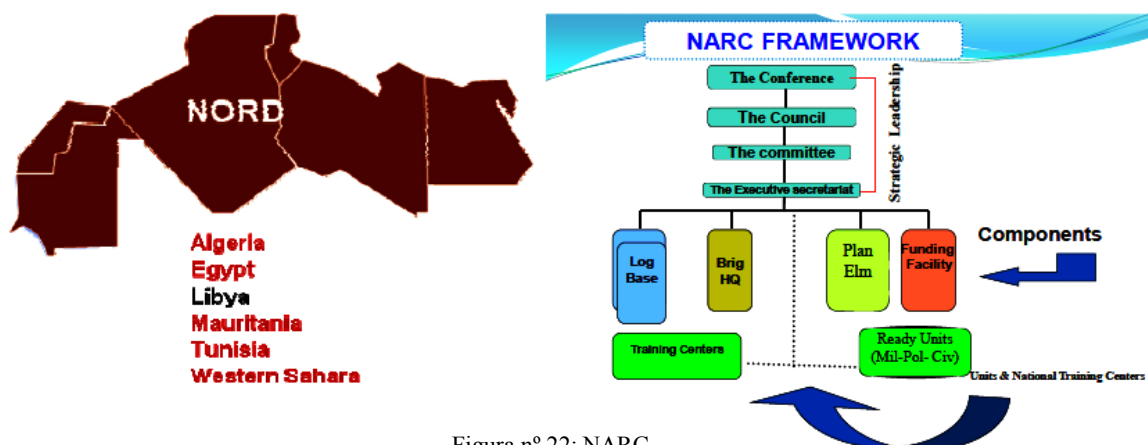 NORD
Algeria
Egypt
Libya
Mauritania
Tunisia
Western Sahara
NARC FRAMEWORK
The Conference
The Council
The committee
The Executive secretariat
Strategic Leadership
Log
Base
Brig
HQ
Plan
Elm
Funding
Facility
Components
Training Centers
Ready Units
(Mil-Pol- Civ)
Units & National Training Centers
Figura nº 22: NARC